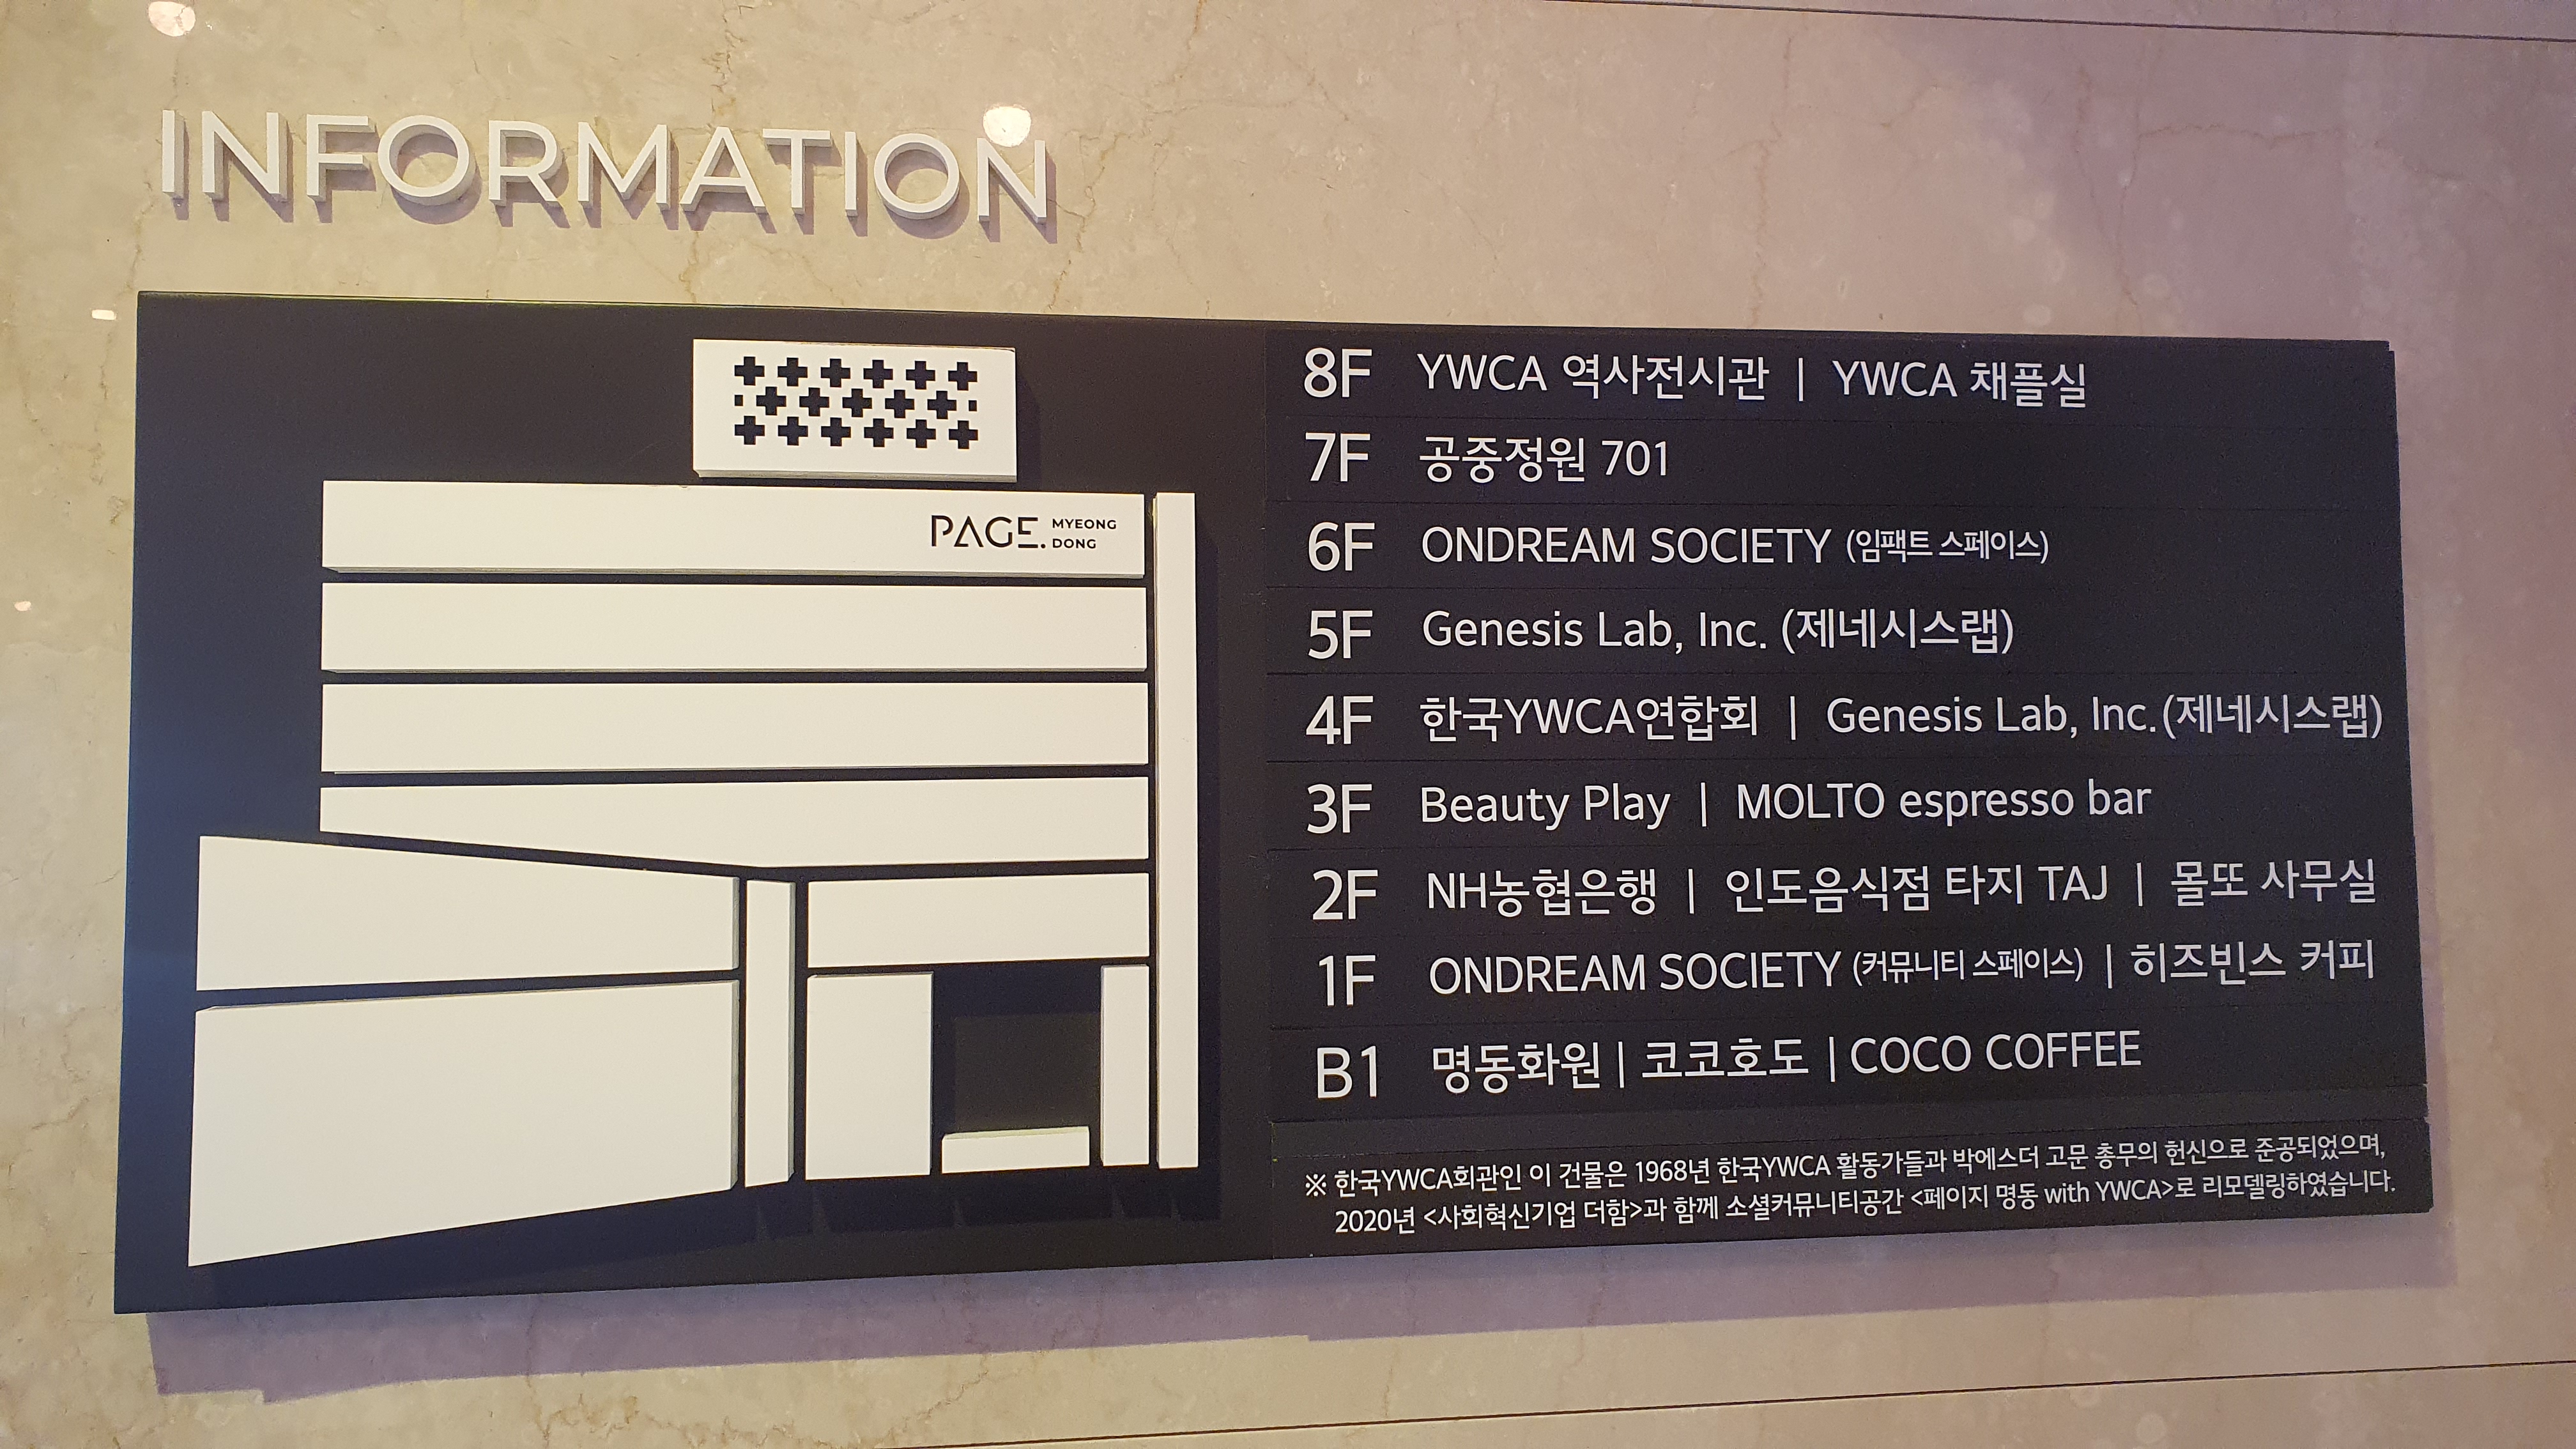 INFORMATION
PAGE. MYEONG DONG
8F YWCA 역사전시관 | YWCA 채플실
7F 공중정원 701
6F ONDREAM SOCIETY (임팩트 스페이스)
5F Genesis Lab, Inc. (제네시스랩)
4F 한국YWCA연합회 | Genesis Lab, Inc.(제네시스랩)
3F Beauty Play | MOLTO espresso bar
2F NH농협은행 | 인도음식점 타지 TAJ | 몰또 사무실
1F ONDREAM SOCIETY (커뮤니티 스페이스) | 히즈빈스 커피
B1 명동화원 | 코코호도 | COCO COFFEE
※ 한국YWCA회관인 이 건물은 1968년 한국YWCA 활동가들과 박에스더 고문 총무의 헌신으로 준공되었으며,
2020년 <사회혁신기업 더함>과 함께 소셜커뮤니티공간 <페이지 명동 with YWCA>로 리모델링하였습니다.